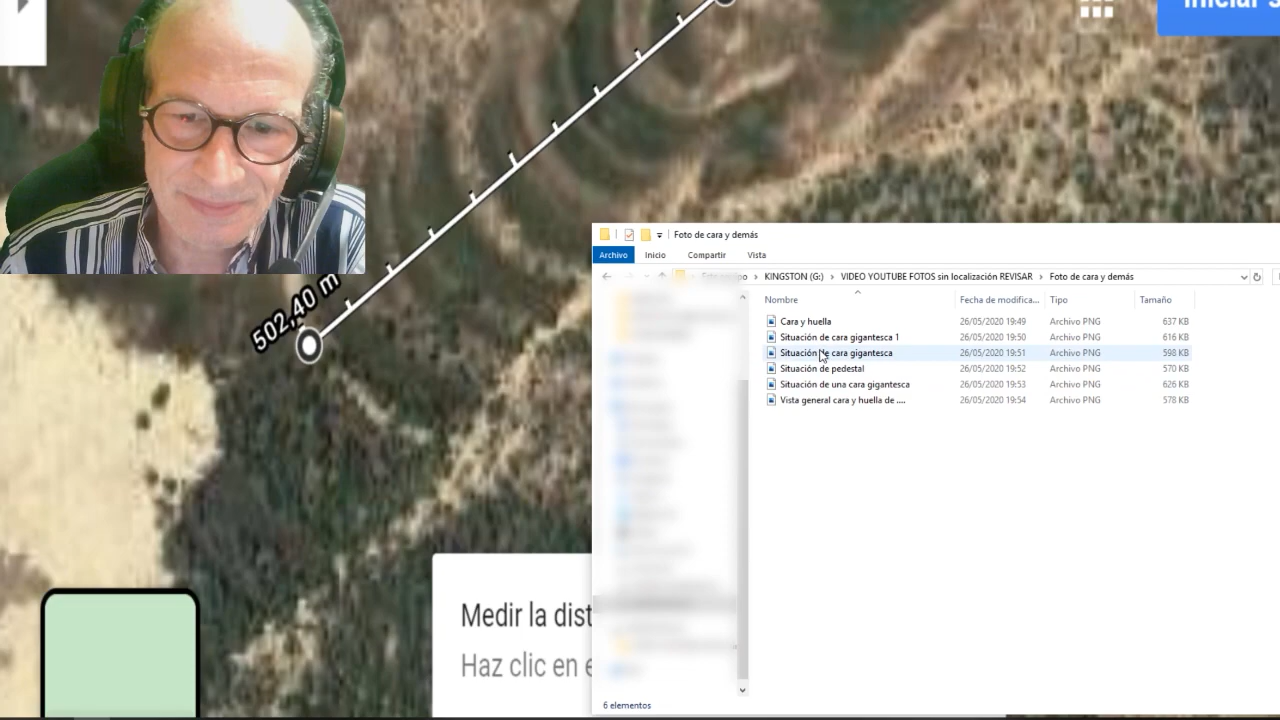 Iniciar s
502,40 m
Foto de cara y demás
Archivo Inicio Compartir Vista
KINGSTON (G:) > VIDEO YOUTUBE FOTOS sin localización REVISAR > Foto de cara y demás
Nombre Fecha de modifica... Tipo Tamaño
Cara y huella 26/05/2020 19:49 Archivo PNG 637 KB
Situación de cara gigantesca 1 26/05/2020 19:50 Archivo PNG 616 KB
Situación de cara gigantesca 26/05/2020 19:51 Archivo PNG 598 KB
Situación de pedestal 26/05/2020 19:52 Archivo PNG 570 KB
Situación de una cara gigantesca 26/05/2020 19:53 Archivo PNG 626 KB
Vista general cara y huella de .... 26/05/2020 19:54 Archivo PNG 578 KB
Medir la dist
Haz clic en e
6 elementos